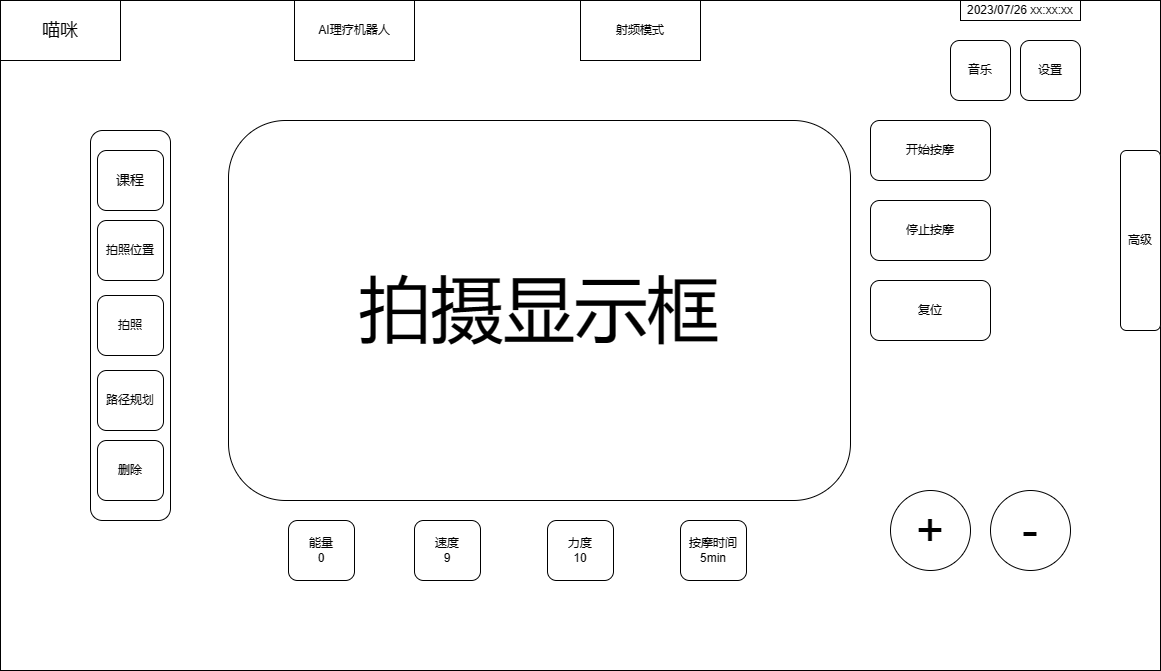 喵咪
AI理疗机器人
射频模式
2023/07/26 xx:xx:xx
音乐
设置
课程
拍照位置
拍照
路径规划
删除
拍摄显示框
开始按摩
停止按摩
复位
高级
能量
0
速度
9
力度
10
按摩时间
5min
+
-